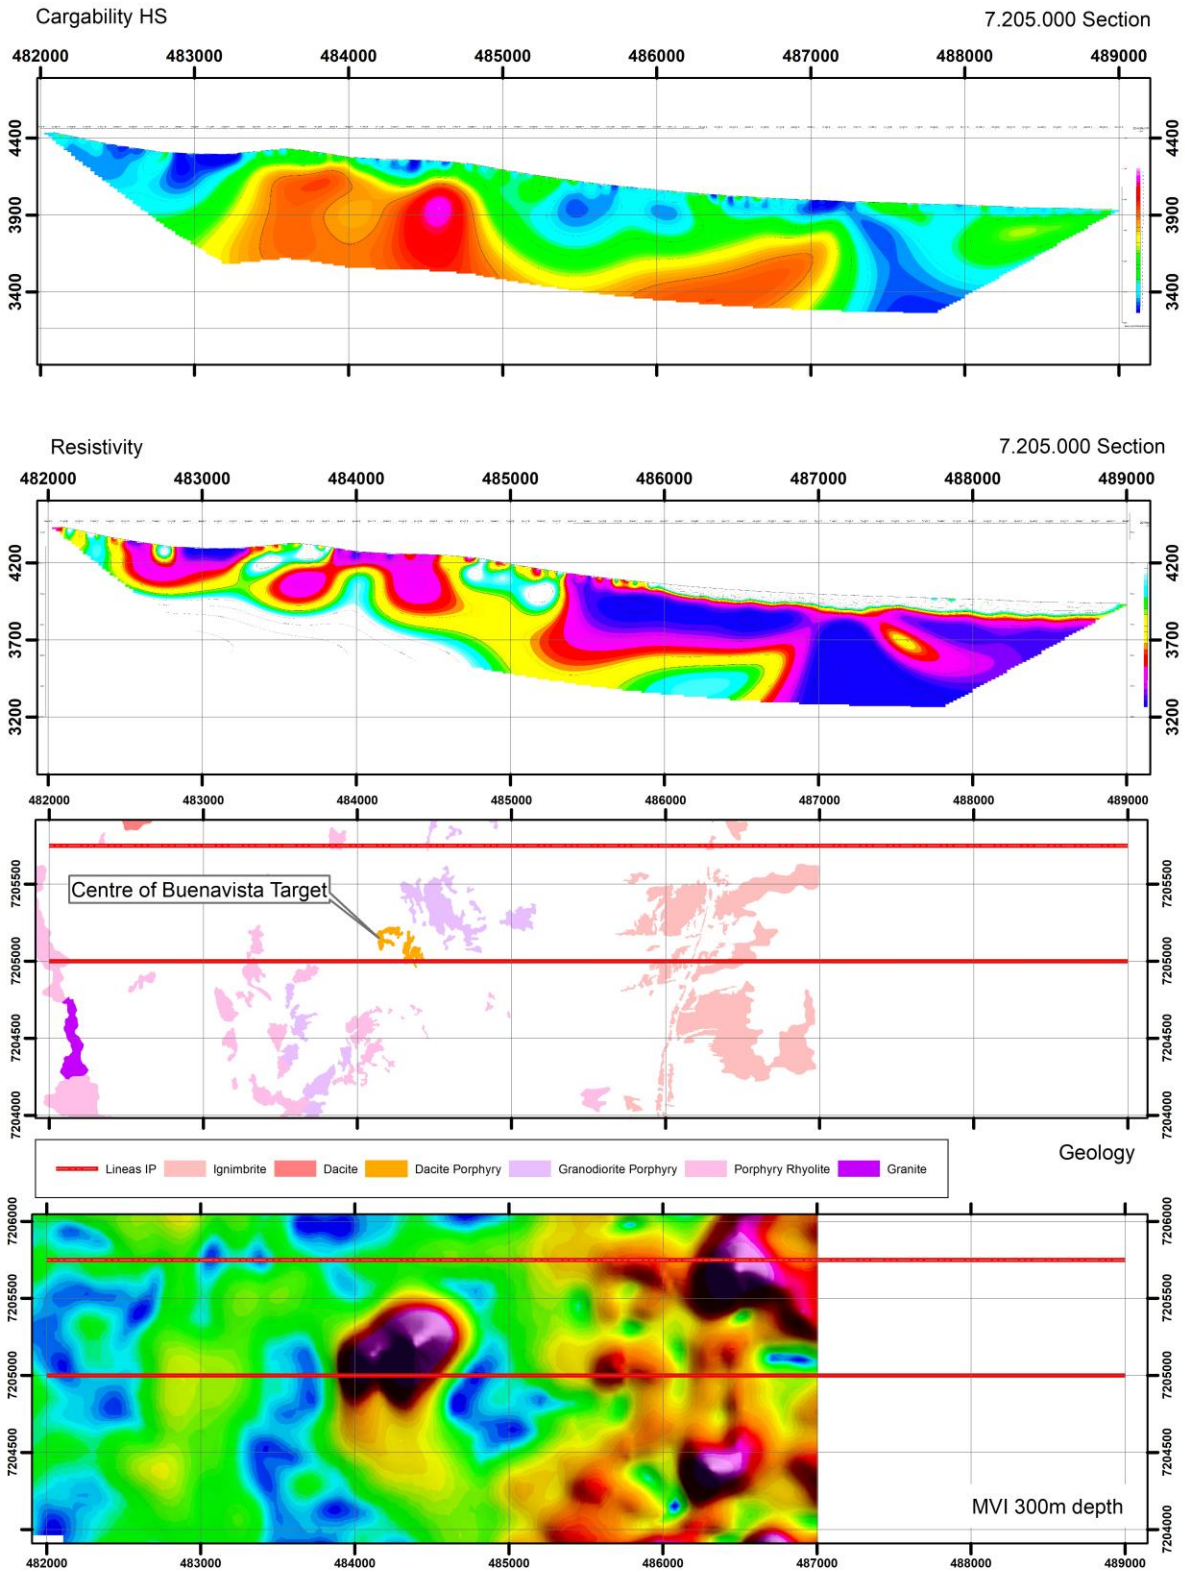 Cargability HS
7.205.000 Section
482000 483000 484000 485000 486000 487000 488000 489000
4400 4400
3900 3900
3400 3400
Resistivity
7.205.000 Section
482000 483000 484000 485000 486000 487000 488000 489000
4200 4200
3700 3700
3200 3200
482000 483000 484000 485000 486000 487000 488000 489000
7205500 7205500
Centre of Buenavista Target
7205000 7205000
7204500 7204500
7204000 7204000
Geology
Lineas IP Ignimbrite Dacite Dacite Porphyry Granodiorite Porphyry Porphyry Rhyolite Granite
7206000 7206000
7205500 7205500
7205000 7205000
7204500 7204500
MVI 300m depth
7204000 7204000
482000 483000 484000 485000 486000 487000 488000 489000